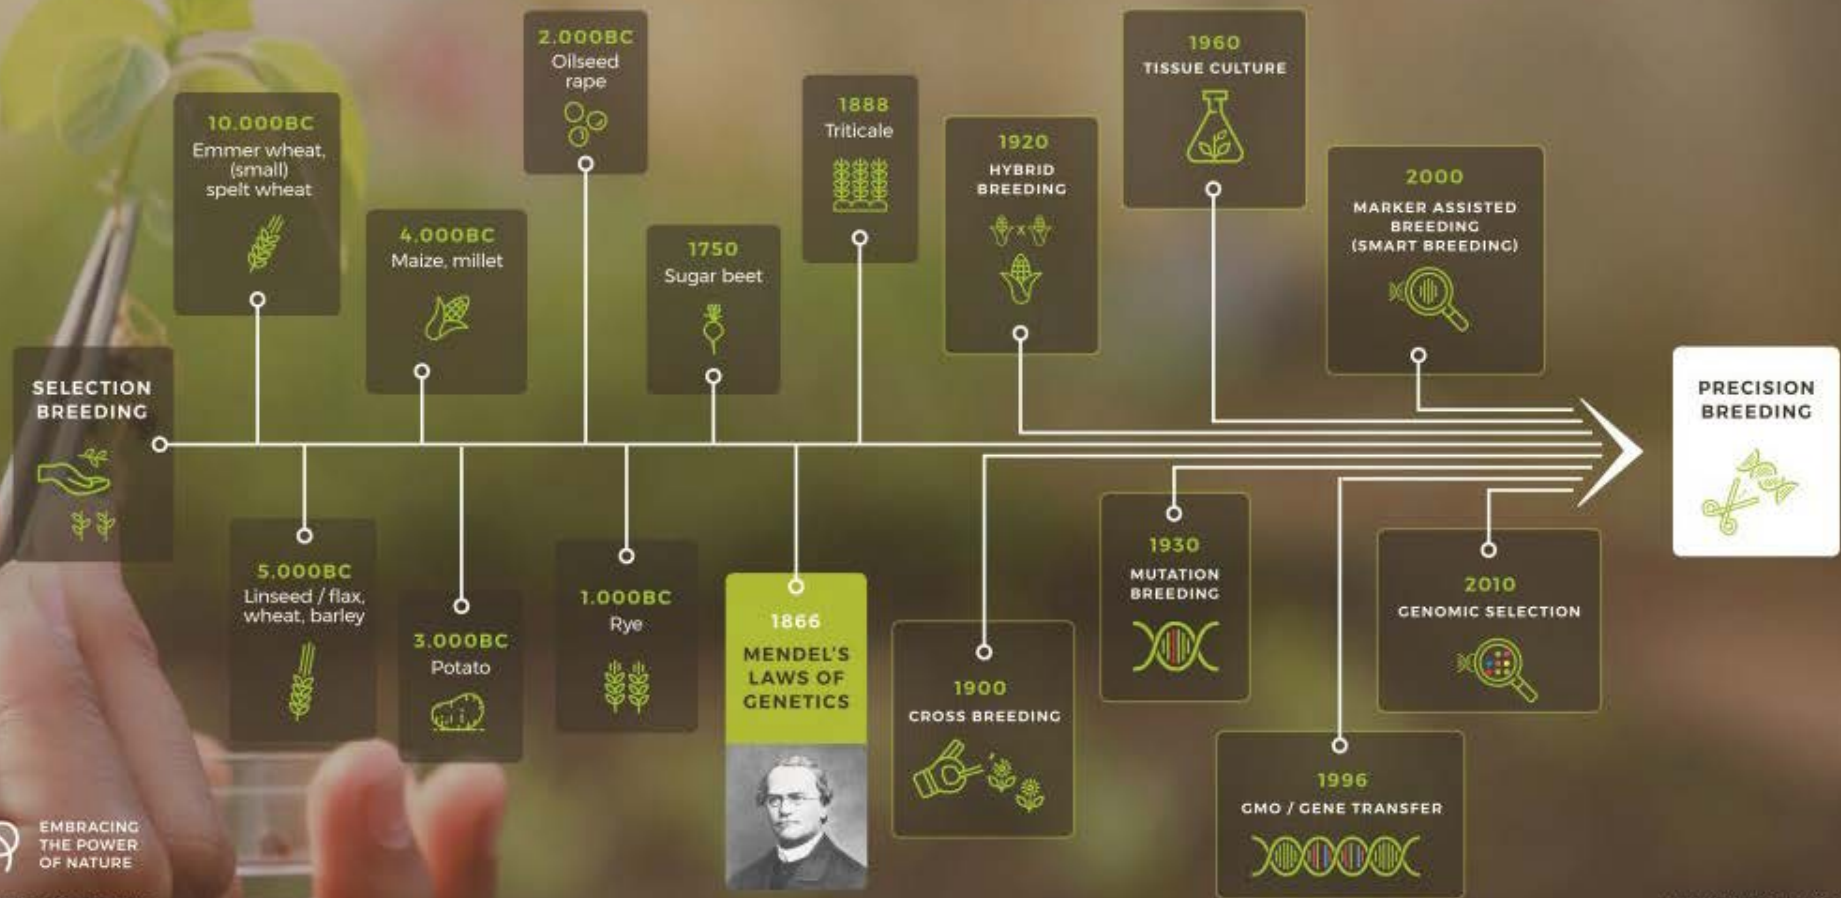 SELECTION
BREEDING
10.000BC
Emmer wheat,
(small)
spelt wheat
5.000BC
Linseed / flax,
wheat, barley
4.000BC
Maize, millet
3.000BC
Potato
2.000BC
Oilseed
rape
1.000BC
Rye
1750
Sugar beet
1866
MENDEL'S
LAWS OF
GENETICS
1888
Triticale
1900
CROSS BREEDING
1920
HYBRID
BREEDING
x
1930
MUTATION
BREEDING
1960
TISSUE CULTURE
1996
GMO / GENE TRANSFER
2000
MARKER ASSISTED
BREEDING
(SMART BREEDING)
2010
GENOMIC SELECTION
PRECISION
BREEDING
EMBRACING
THE POWER
OF NATURE